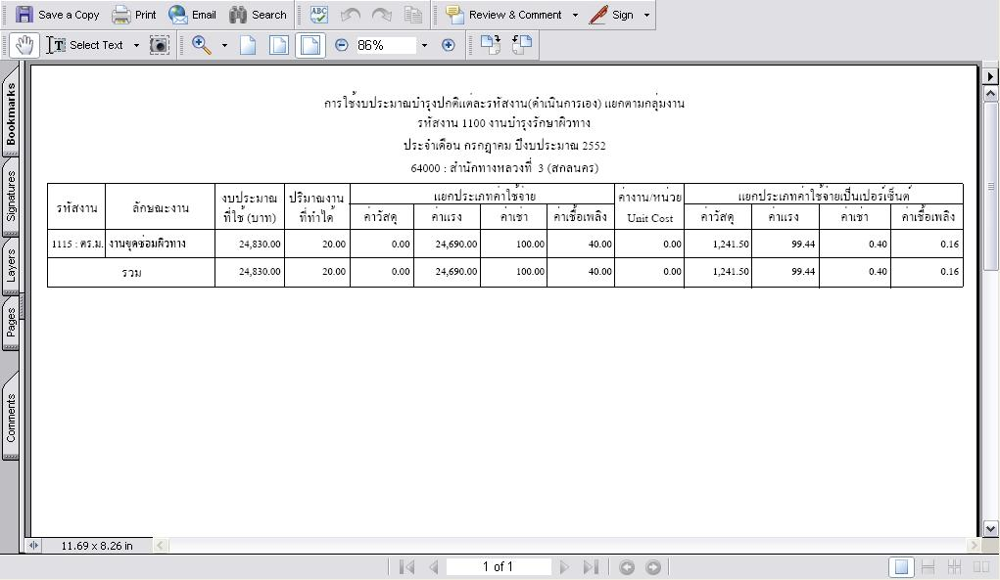 Save a Copy Print Email Search Review & Comment Sign
Select Text 86%
Bookmarks
Signatures
Layers
Pages
Comments
การใช้งบประมาณบำรุงปกติแต่ละรหัสงาน(ดำเนินการเอง) แยกตามกลุ่มงาน
รหัสงาน 1100 งานบำรุงรักษาผิวทาง
ประจำเดือน กรกฎาคม ปีงบประมาณ 2552
64000 : สำนักทางหลวงที่ 3 (สกลนคร)
รหัสงาน ลักษณะงาน งบประมาณ ปริมาณงาน แยกประเภทค่าใช้จ่าย ค่างาน/หน่วย แยกประเภทค่าใช้จ่ายเป็นเปอร์เซ็นต์
ที่ใช้ (บาท) ที่ทำได้ ค่าวัสดุ ค่าแรง ค่าเช่า ค่าเชื้อเพลิง Unit Cost ค่าวัสดุ ค่าแรง ค่าเช่า ค่าเชื้อเพลิง
1115 : ตร.ม. งานขุดซ่อมผิวทาง 24,830.00 20.00 0.00 24,690.00 100.00 40.00 0.00 1,241.50 99.44 0.40 0.16
รวม 24,830.00 20.00 0.00 24,690.00 100.00 40.00 0.00 1,241.50 99.44 0.40 0.16
11.69 x 8.26 in
1 of 1